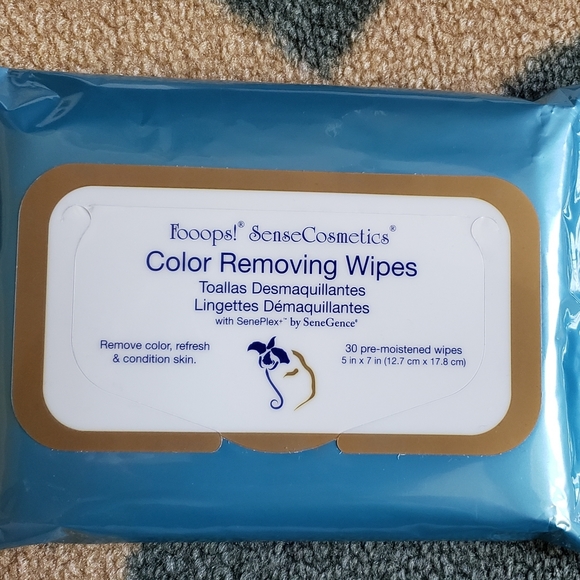 Fooops!® SenseCosmetics®
Color Removing Wipes
Toallas Desmaquillantes
Lingettes Démaquillantes
with SenePlex+™ by SeneGence®
Remove color, refresh
& condition skin.
30 pre-moistened wipes
5 in x 7 in (12.7 cm x 17.8 cm)